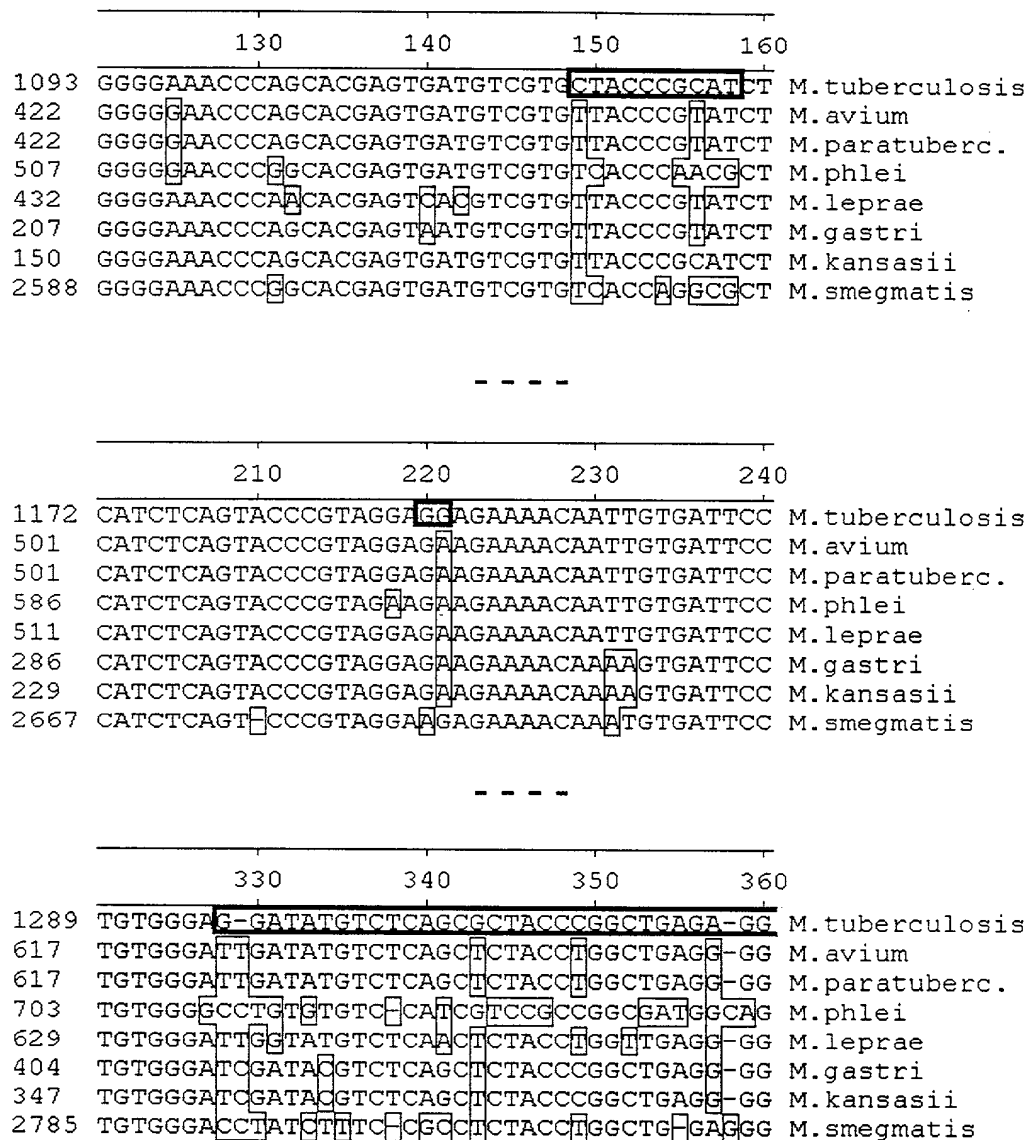 130 140 150 160
1093 GGGGAAACCCAGCACGAGTGATGTCGTGCTACCCGCATCT M.tuberculosis
422 GGGGGAACCCAGCACGAGTGATGTCGTGTTACCCGTATCT M.avium
422 GGGGGAACCCAGCACGAGTGATGTCGTGTTACCCGTATCT M.paratuberc.
507 GGGGGAACCCGGCACGAGTGATGTCGTGTCACCCAACGCT M.phlei
432 GGGGAAACCCAACACGAGTCACGTCGTGTTACCCGTATCT M.leprae
207 GGGGAAACCCAGCACGAGTAATGTCGTGTTACCCGTATCT M.gastri
150 GGGGAAACCCAGCACGAGTGATGTCGTGTTACCCGCATCT M.kansasii
2588 GGGGAAACCCGGCACGAGTGATGTCGTGTCACCAGGCGCT M.smegmatis
- - - -
210 220 230 240
1172 CATCTCAGTACCCGTAGGAGGAGAAAACAATTGTGATTCC M.tuberculosis
501 CATCTCAGTACCCGTAGGAGAAGAAAACAATTGTGATTCC M.avium
501 CATCTCAGTACCCGTAGGAGAAGAAAACAATTGTGATTCC M.paratuberc.
586 CATCTCAGTACCCGTAGAAGAAGAAAACAATTGTGATTCC M.phlei
511 CATCTCAGTACCCGTAGGAGAAGAAAACAATTGTGATTCC M.leprae
286 CATCTCAGTACCCGTAGGAGAAGAAAACAAAAGTGATTCC M.gastri
229 CATCTCAGTACCCGTAGGAGAAGAAAACAAAAGTGATTCC M.kansasii
2667 CATCTCAGT-CCCGTAGGAAGAGAAAACAAATGTGATTCC M.smegmatis
- - - -
330 340 350 360
1289 TGTGGGAG-GATATGTCTCAGCGCTACCCGGCTGAGA-GG M.tuberculosis
617 TGTGGGATTGATATGTCTCAGCTCTACCTGGCTGAGG-GG M.avium
617 TGTGGGATTGATATGTCTCAGCTCTACCTGGCTGAGG-GG M.paratuberc.
703 TGTGGGGCCTGTGTGTC-CATCGTCCGCCGGCGATGGCAG M.phlei
629 TGTGGGATTGGTATGTCTCAACTCTACCTGGTTGAGG-GG M.leprae
404 TGTGGGATCGATACGTCTCAGCTCTACCCGGCTGAGG-GG M.gastri
347 TGTGGGATCGATACGTCTCAGCTCTACCCGGCTGAGG-GG M.kansasii
2785 TGTGGGACCTATCTTTC-CGCCTCTACCTGGCTG-GAGGG M.smegmatis